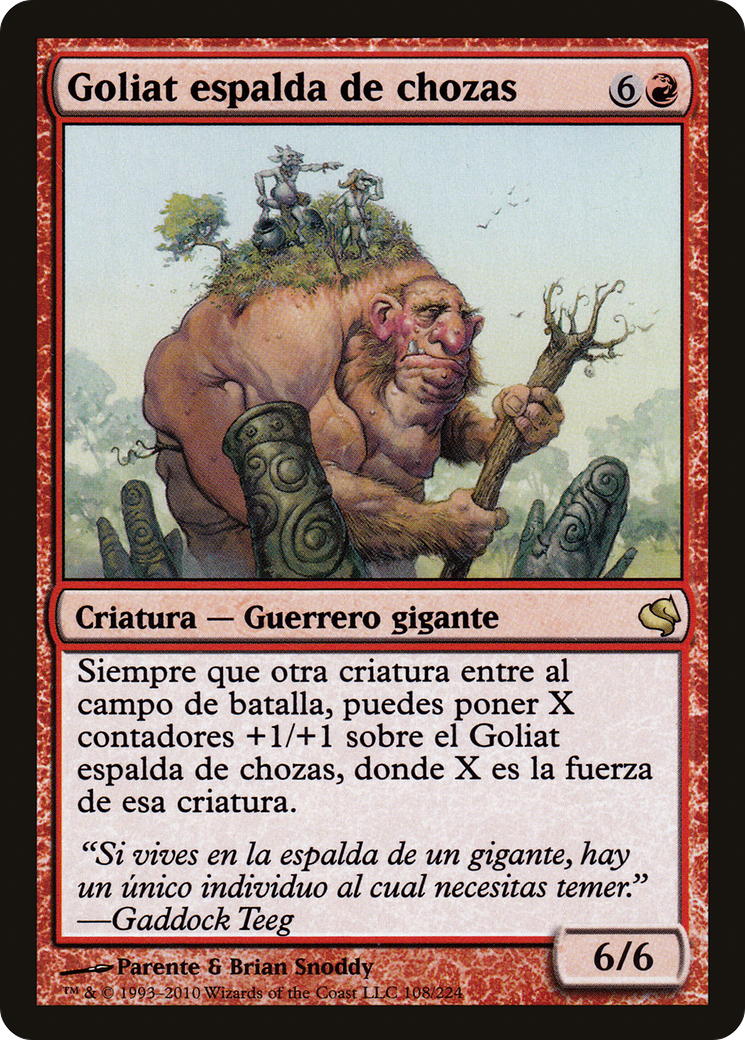 Goliat espalda de chozas 6
Criatura — Guerrero gigante
Siempre que otra criatura entre al
campo de batalla, puedes poner X
contadores +1/+1 sobre el Goliat
espalda de chozas, donde X es la fuerza
de esa criatura.
“Si vives en la espalda de un gigante, hay
un único individuo al cual necesitas temer.”
—Gaddock Teeg
6/6
Parente & Brian Snoddy
™ & © 1993–2010 Wizards of the Coast LLC 108/224